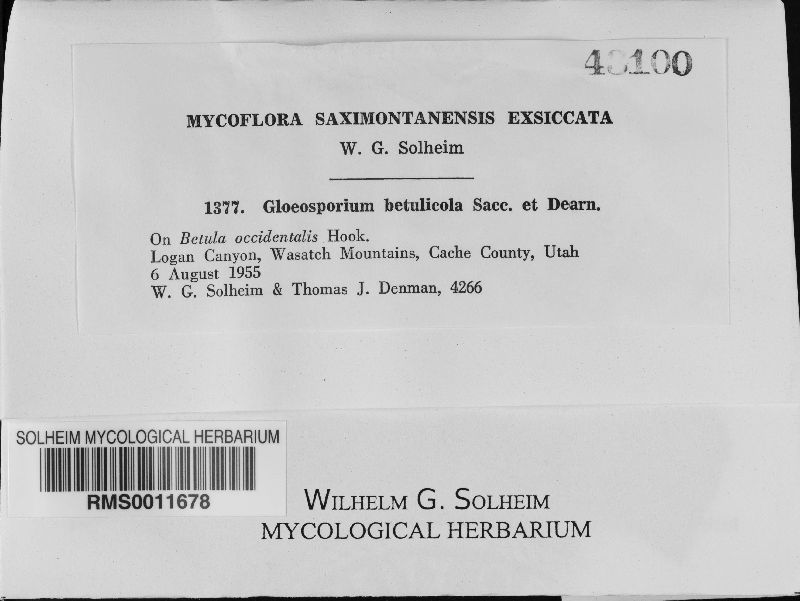 43100
MYCOFLORA SAXIMONTANENSIS EXSICCATA
W. G. Solheim
1377. Gloeosporium betulicola Sacc. et Dearn.
On Betula occidentalis Hook.
Logan Canyon, Wasatch Mountains, Cache County, Utah
6 August 1955
W. G. Solheim & Thomas J. Denman, 4266
SOLHEIM MYCOLOGICAL HERBARIUM
RMS0011678
WILHELM G. SOLHEIM
MYCOLOGICAL HERBARIUM